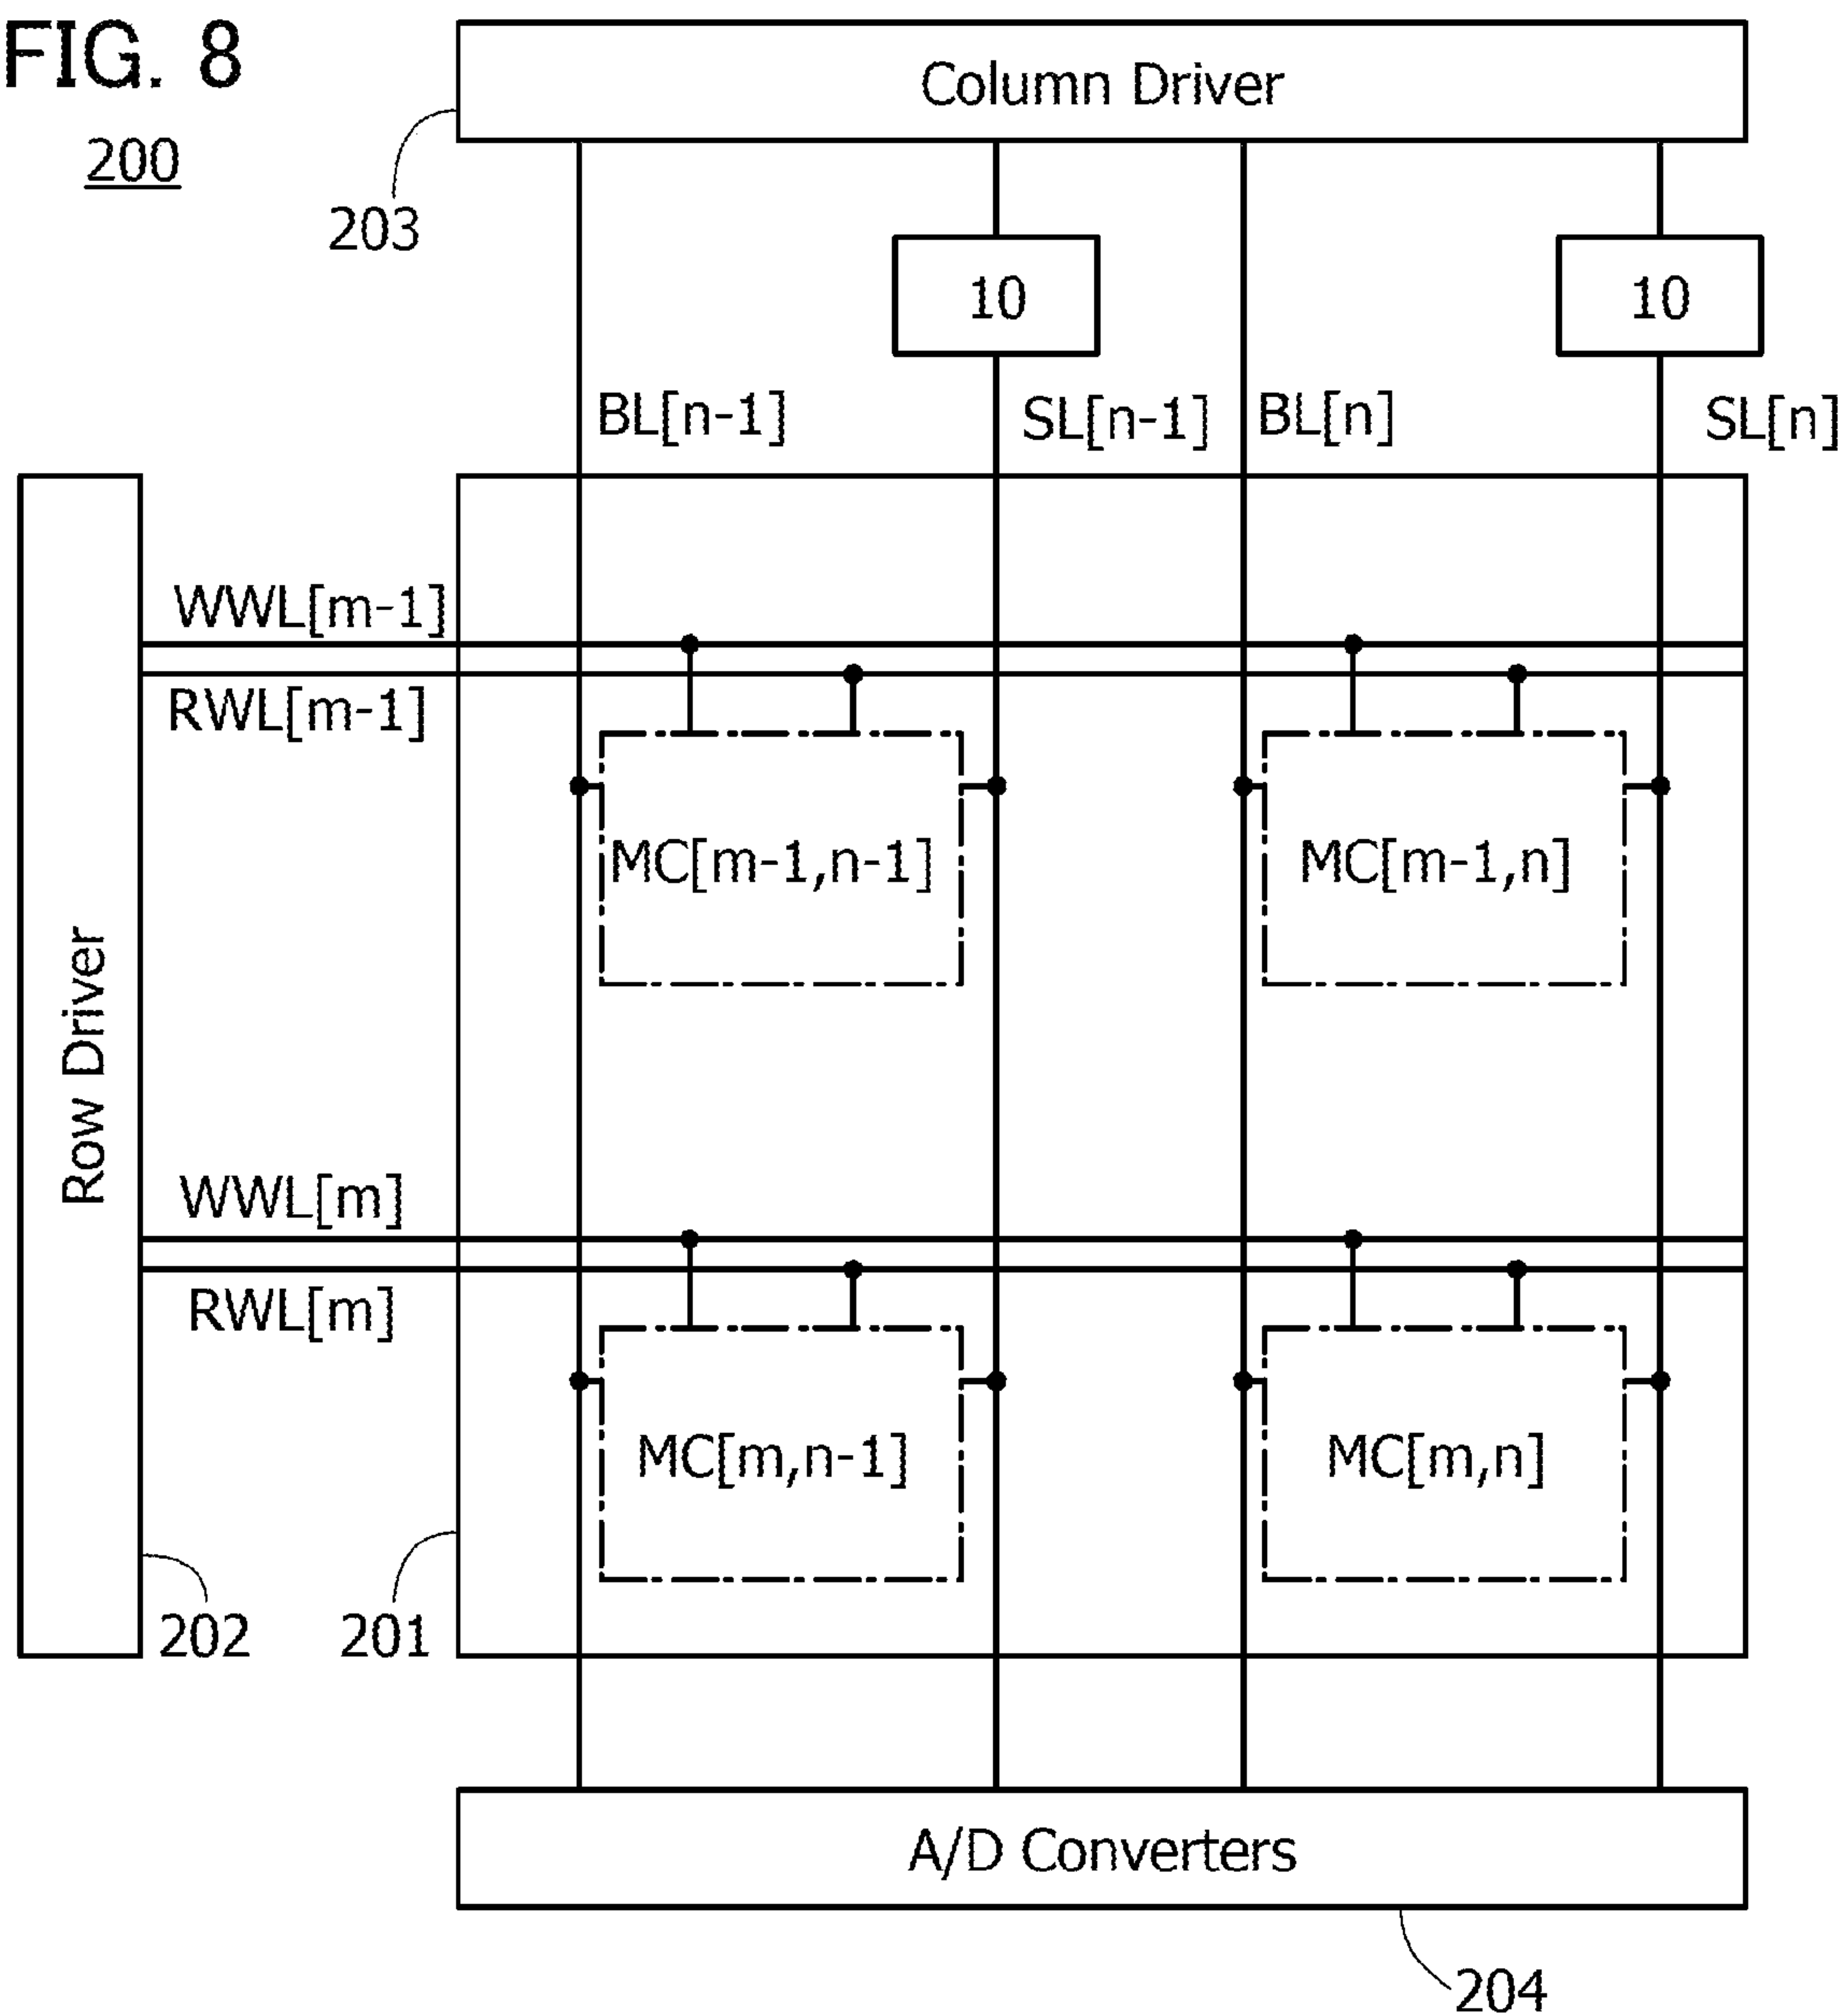 FIG. 8
200
Column Driver
203
10
10
BL[n-1]
SL[n-1]
BL[n]
SL[n]
WWL[m-1]
RWL[m-1]
MC[m-1,n-1]
MC[m-1,n]
Row Driver
WWL[m]
RWL[m]
MC[m,n-1]
MC[m,n]
202
201
A/D Converters
204